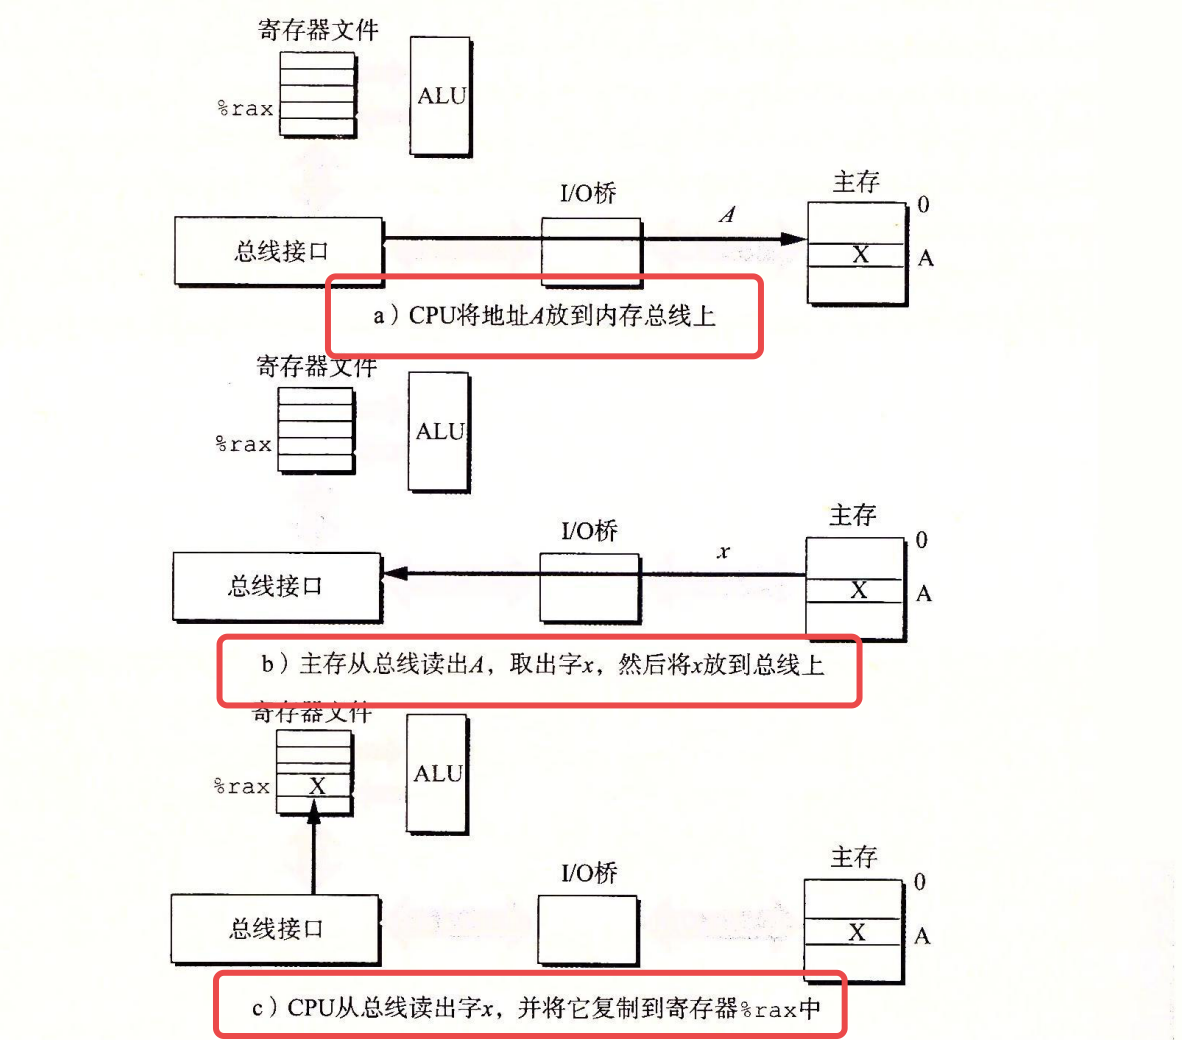 寄存器文件
%rax
ALU
I/O桥
主存
0
A
总线接口
X
A
a）CPU将地址A放到内存总线上
寄存器文件
%rax
ALU
I/O桥
主存
0
x
总线接口
X
A
b）主存从总线读出A，取出字x，然后将x放到总线上
寄存器文件
%rax
X
ALU
I/O桥
主存
0
总线接口
X
A
c）CPU从总线读出字x，并将它复制到寄存器%rax中